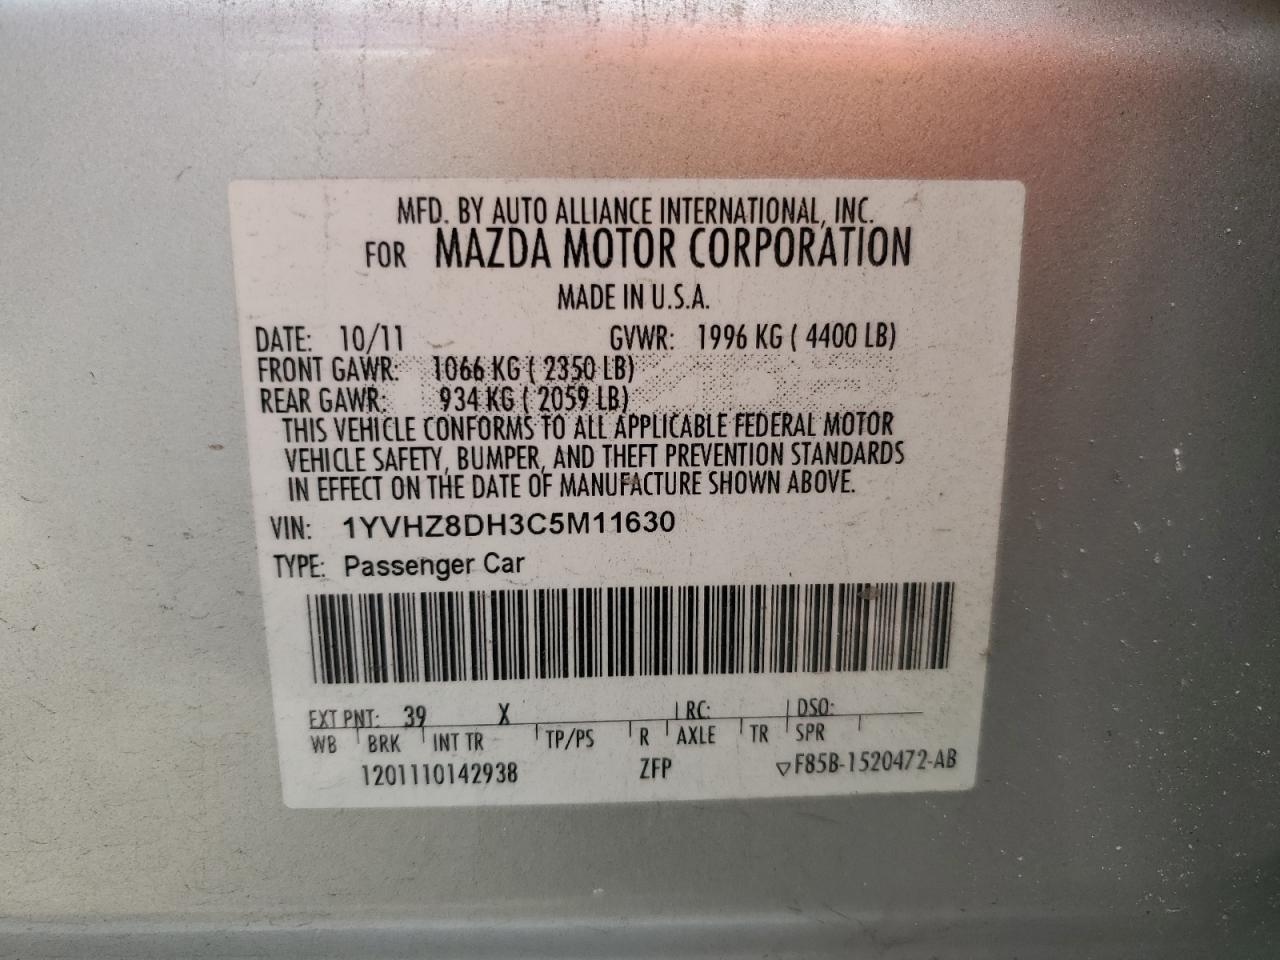 MFD. BY AUTO ALLIANCE INTERNATIONAL, INC.
FOR MAZDA MOTOR CORPORATION
MADE IN U.S.A.
DATE: 10/11 GVWR: 1996 KG ( 4400 LB)
FRONT GAWR: 1066 KG ( 2350 LB)
REAR GAWR: 934 KG ( 2059 LB)
THIS VEHICLE CONFORMS TO ALL APPLICABLE FEDERAL MOTOR
VEHICLE SAFETY, BUMPER, AND THEFT PREVENTION STANDARDS
IN EFFECT ON THE DATE OF MANUFACTURE SHOWN ABOVE.
VIN: 1YVHZ8DH3C5M11630
TYPE: Passenger Car
EXT PNT: 39 X RC: DSO:
WB BRK INT TR TP/PS R AXLE TR SPR
1201110142938 ZFP ▽F85B-1520472-AB